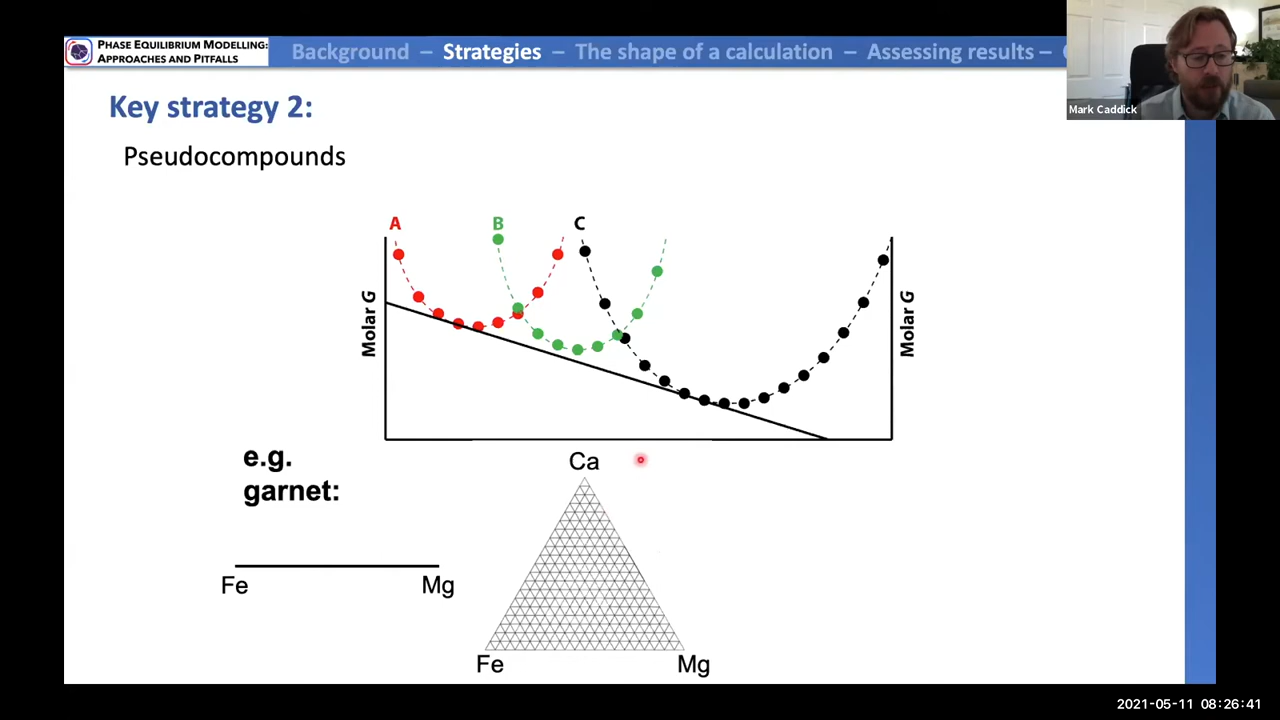 PHASE EQUILIBRIUM MODELLING:
APPROACHES AND PITFALLS
Background – Strategies – The shape of a calculation – Assessing results –
Mark Caddick
Key strategy 2:
Pseudocompounds
A B C
Molar G
Molar G
e.g.
garnet:
Ca
Fe Mg
Fe Mg
2021-05-11 08:26:41